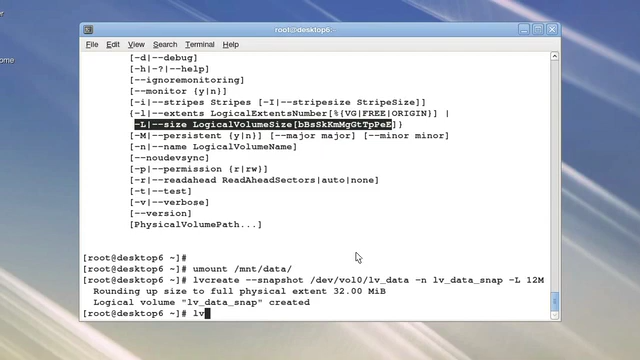 root@desktop6:~
File Edit View Search Terminal Help
[-d|--debug]
[-h|-?|--help]
[--ignoremonitoring]
[--monitor {y|n}]
[-i|--stripes Stripes [-I|--stripesize StripeSize]]
{-l|--extents LogicalExtentsNumber[%{VG|FREE|ORIGIN}] |
-L|--size LogicalVolumeSize[bBsSkKmMgGtTpPeE]}
[-M|--persistent {y|n}] [--major major] [--minor minor]
[-n|--name LogicalVolumeName]
[--noudevsync]
[-p|--permission {r|rw}]
[-r|--readahead ReadAheadSectors|auto|none]
[-t|--test]
[-v|--verbose]
[--version]
[PhysicalVolumePath...]
[root@desktop6 ~]#
[root@desktop6 ~]# umount /mnt/data/
[root@desktop6 ~]# lvcreate --snapshot /dev/vol0/lv_data -n lv_data_snap -L 12M
Rounding up size to full physical extent 32.00 MiB
Logical volume "lv_data_snap" created
[root@desktop6 ~]# lv